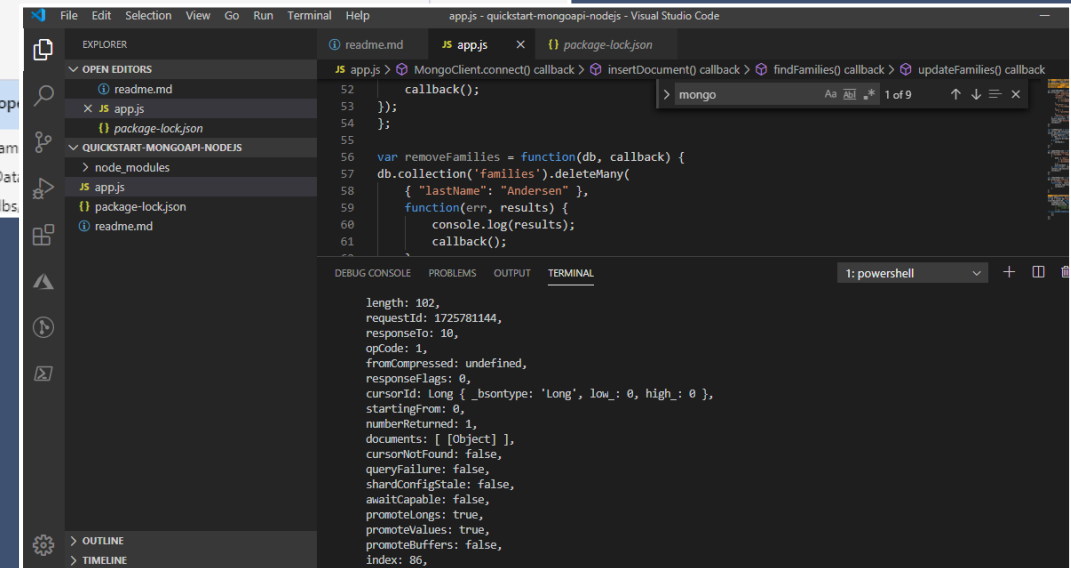 File Edit Selection View Go Run Terminal Help app.js - quickstart-mongoapi-nodejs - Visual Studio Code
EXPLORER
OPEN EDITORS
readme.md
JS app.js
{} package-lock.json
QUICKSTART-MONGOAPI-NODEJS
node_modules
JS app.js
{} package-lock.json
readme.md
OUTLINE
TIMELINE
readme.md JS app.js {} package-lock.json
JS app.js > MongoClient.connect() callback > insertDocument() callback > findFamilies() callback > updateFamilies() callback
mongo Aa Abl .* 1 of 9
52 callback();
53 });
54 };
55
56 var removeFamilies = function(db, callback) {
57 db.collection('families').deleteMany(
58 { "lastName": "Andersen" },
59 function(err, results) {
60 console.log(results);
61 callback();
DEBUG CONSOLE PROBLEMS OUTPUT TERMINAL 1: powershell
length: 102,
requestId: 1725781144,
responseTo: 10,
opCode: 1,
fromCompressed: undefined,
responseFlags: 0,
cursorId: Long { _bsontype: 'Long', low_: 0, high_: 0 },
startingFrom: 0,
numberReturned: 1,
documents: [ [Object] ],
cursorNotFound: false,
queryFailure: false,
shardConfigStale: false,
awaitCapable: false,
promoteLongs: true,
promoteValues: true,
promoteBuffers: false,
index: 86,